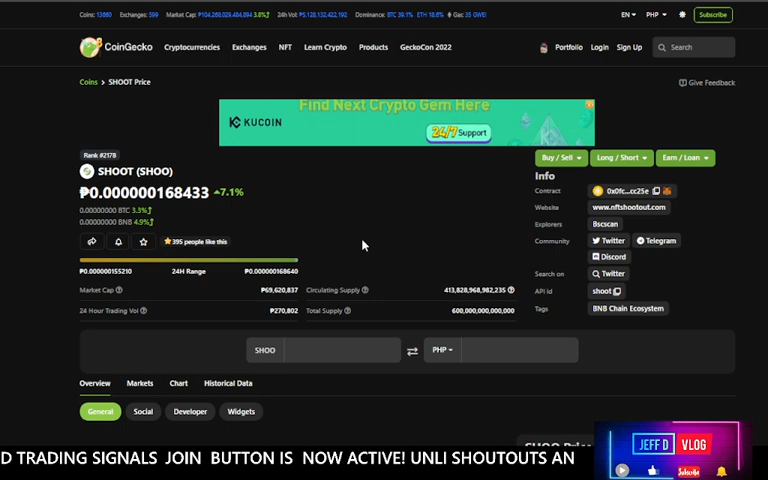 Coins: 13660 Exchanges: 599 Market Cap: ₱104,268,029,484,894 3.8% 24h Vol: ₱5,128,132,422,192 Dominance: BTC 39.1% ETH 18.6% Gas: 35 GWEI EN PHP Subscribe
CoinGecko Cryptocurrencies Exchanges NFT Learn Crypto Products GeckoCon 2022 Portfolio Login Sign Up Search
Coins > SHOOT Price Give Feedback
Find Next Crypto Gem Here
KUCOIN 24/7 Support
Rank #2178
SHOOT (SHOO)
₱0.000000168433 7.1%
0.00000000 BTC 3.3%
0.00000000 BNB 4.9%
395 people like this
₱0.000000155210 24H Range ₱0.000000168640
Market Cap ₱69,620,837
24 Hour Trading Vol ₱270,802
Circulating Supply 413,828,968,982,235
Total Supply 600,000,000,000,000
Buy / Sell Long / Short Earn / Loan
Info
Contract 0x0fc...cc25e
Website www.nftshootout.com
Explorers Bscscan
Community Twitter Telegram
Discord
Search on Twitter
API id shoot
Tags BNB Chain Ecosystem
SHOO PHP
Overview Markets Chart Historical Data
General Social Developer Widgets
SHOO Price
JEFF D VLOG
Subscribe
D TRADING SIGNALS JOIN BUTTON IS NOW ACTIVE! UNLI SHOUTOUTS AN